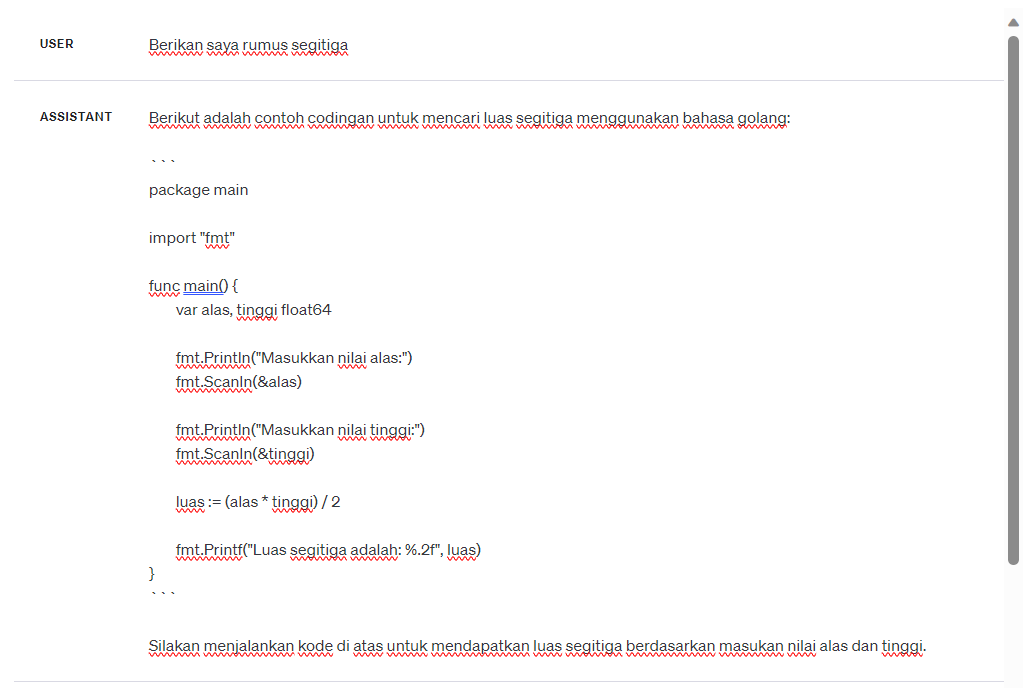 USER
Berikan saya rumus segitiga
ASSISTANT
Berikut adalah contoh codingan untuk mencari luas segitiga menggunakan bahasa golang:
```
package main
import "fmt"
func main() {
var alas, tinggi float64
fmt.Println("Masukkan nilai alas:")
fmt.Scanln(&alas)
fmt.Println("Masukkan nilai tinggi:")
fmt.Scanln(&tinggi)
luas := (alas * tinggi) / 2
fmt.Printf("Luas segitiga adalah: %.2f", luas)
}
```
Silakan menjalankan kode di atas untuk mendapatkan luas segitiga berdasarkan masukan nilai alas dan tinggi.